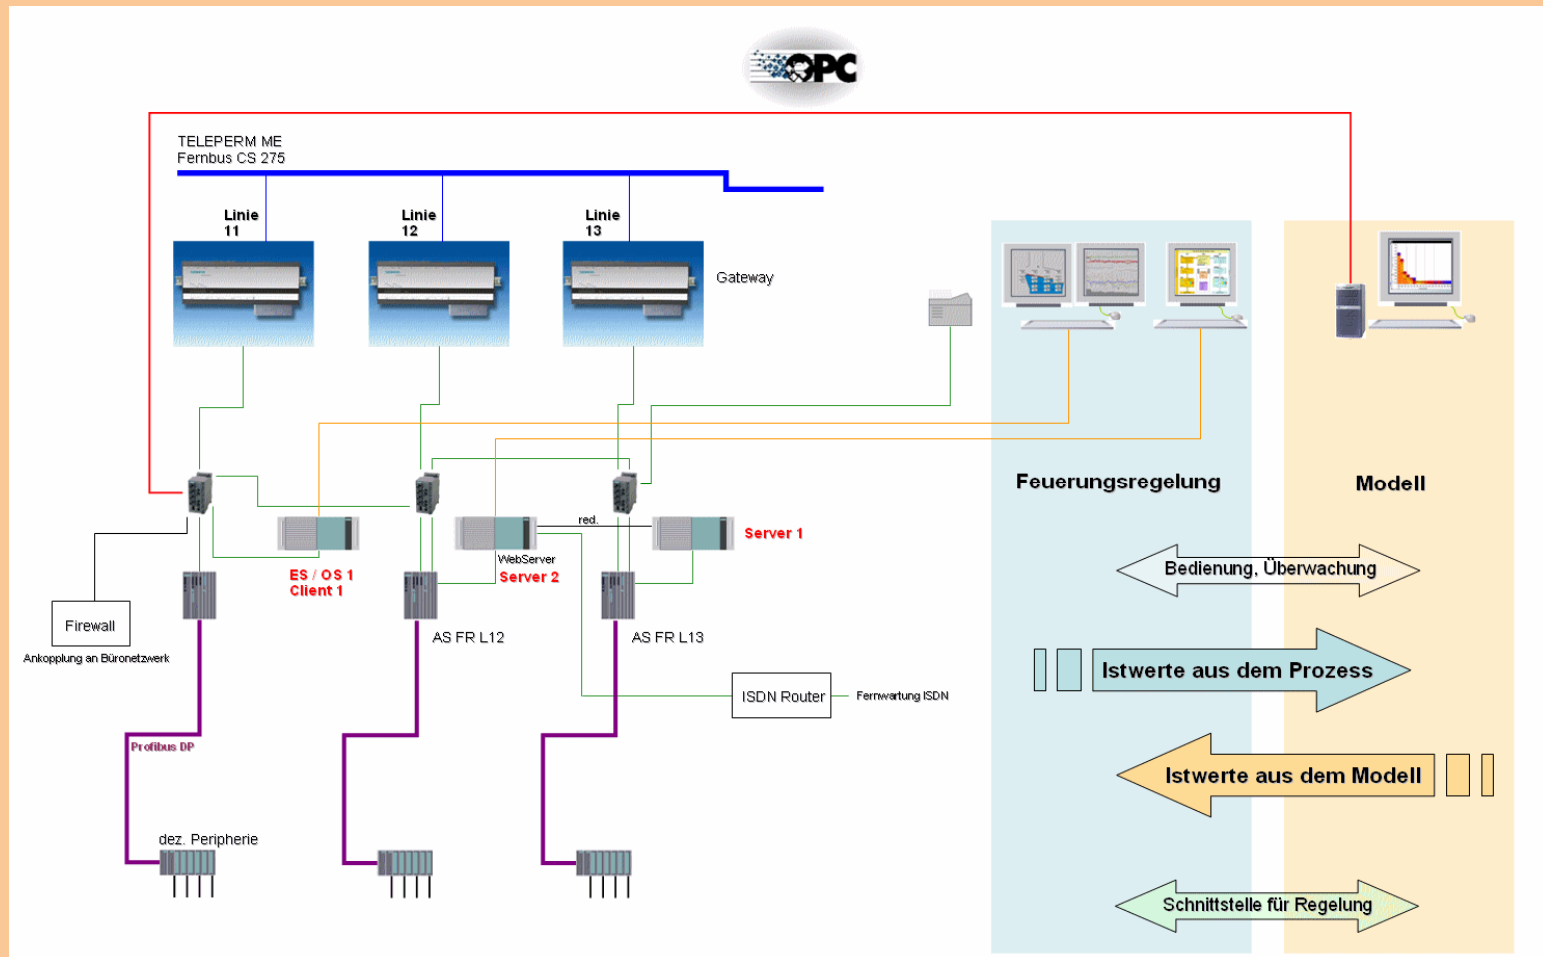 OPC
TELEPERM ME
Fernbus CS 275
Linie
11
Linie
12
Linie
13
Gateway
Feuerungsregelung
Modell
red.
Server 1
WebServer
Server 2
ES / OS 1
Client 1
Bedienung, Überwachung
Firewall
Ankopplung an Büronetzwerk
AS FR L12
AS FR L13
Istwerte aus dem Prozess
ISDN Router
Fernwartung ISDN
Profibus DP
Istwerte aus dem Modell
dez. Peripherie
Schnittstelle für Regelung